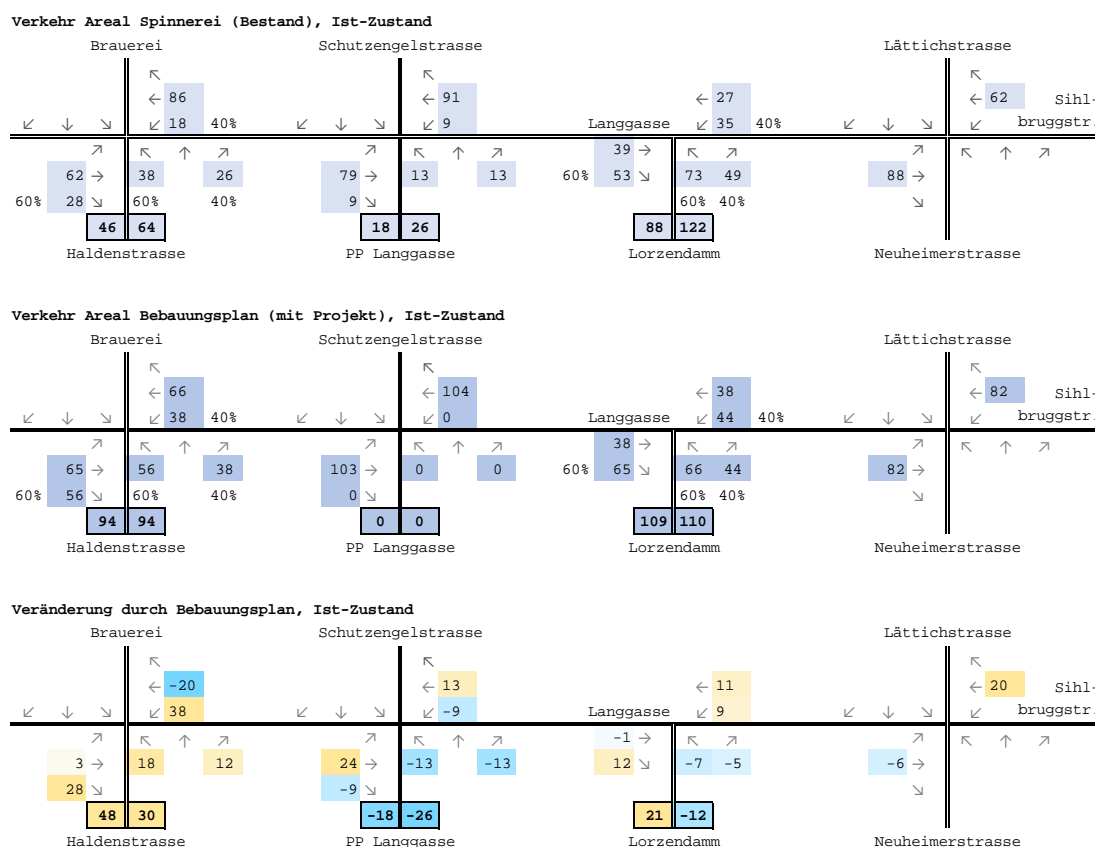 Verkehr Areal Spinnerei (Bestand), Ist-Zustand
Brauerei Schutzengelstrasse Lättichstrasse
↖ ↖ ↖
← 86 ← 91 ← 27 ← 62 Sihl-
↙ ↓ ↘ ↙ 18 40% ↙ ↓ ↘ ↙ 9 Langgasse ↙ 35 40% ↙ ↓ ↘ ↙ bruggstr.
↗ ↖ ↑ ↗ ↗ ↖ ↑ ↗ 39 → ↖ ↗ ↗ ↖ ↑ ↗
62 → 38 26 79 → 13 13 60% 53 ↘ 73 49 88 →
60% 28 ↘ 60% 40% 9 ↘ 60% 40% ↘
46 64 18 26 88 122
Haldenstrasse PP Langgasse Lorzendamm Neuheimerstrasse
Verkehr Areal Bebauungsplan (mit Projekt), Ist-Zustand
Brauerei Schutzengelstrasse Lättichstrasse
↖ ↖ ↖
← 66 ← 104 ← 38 ← 82 Sihl-
↙ ↓ ↘ ↙ 38 40% ↙ ↓ ↘ ↙ 0 Langgasse ↙ 44 40% ↙ ↓ ↘ ↙ bruggstr.
↗ ↖ ↑ ↗ ↗ ↖ ↑ ↗ 38 → ↖ ↗ ↗ ↖ ↑ ↗
65 → 56 38 103 → 0 0 60% 65 ↘ 66 44 82 →
60% 56 ↘ 60% 40% 0 ↘ 60% 40% ↘
94 94 0 0 109 110
Haldenstrasse PP Langgasse Lorzendamm Neuheimerstrasse
Veränderung durch Bebauungsplan, Ist-Zustand
Brauerei Schutzengelstrasse Lättichstrasse
↖ ↖ ↖
← -20 ← 13 ← 11 ← 20 Sihl-
↙ ↓ ↘ ↙ 38 ↙ ↓ ↘ ↙ -9 Langgasse ↙ 9 ↙ ↓ ↘ ↙ bruggstr.
↗ ↖ ↑ ↗ ↗ ↖ ↑ ↗ -1 → ↖ ↗ ↗ ↖ ↑ ↗
3 → 18 12 24 → -13 -13 12 ↘ -7 -5 -6 →
28 ↘ -9 ↘ ↘
48 30 -18 -26 21 -12
Haldenstrasse PP Langgasse Lorzendamm Neuheimerstrasse